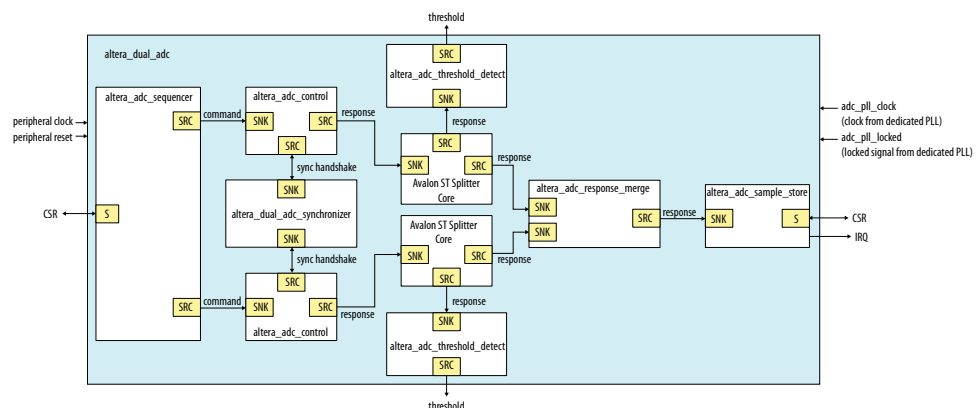 threshold
altera_dual_adc
SRC
altera_adc_threshold_detect
SNK
altera_adc_sequencer
altera_adc_control
peripheral clock
peripheral reset
SRC
command
SNK
SRC
response
SRC
response
SRC
SNK
SRC
response
Avalon ST Splitter
Core
adc_pll_clock
(clock from dedicated PLL)
adc_pll_locked
(locked signal from dedicated PLL)
sync handshake
SNK
altera_dual_adc_synchronizer
SNK
sync handshake
CSR
S
altera_adc_response_merge
SNK
SNK
SRC
response
altera_adc_sample_store
SNK
S
CSR
IRQ
Avalon ST Splitter
Core
SNK
SRC
response
SRC
SRC
command
SNK
SRC
SRC
response
altera_adc_control
response
SNK
altera_adc_threshold_detect
SRC
threshold